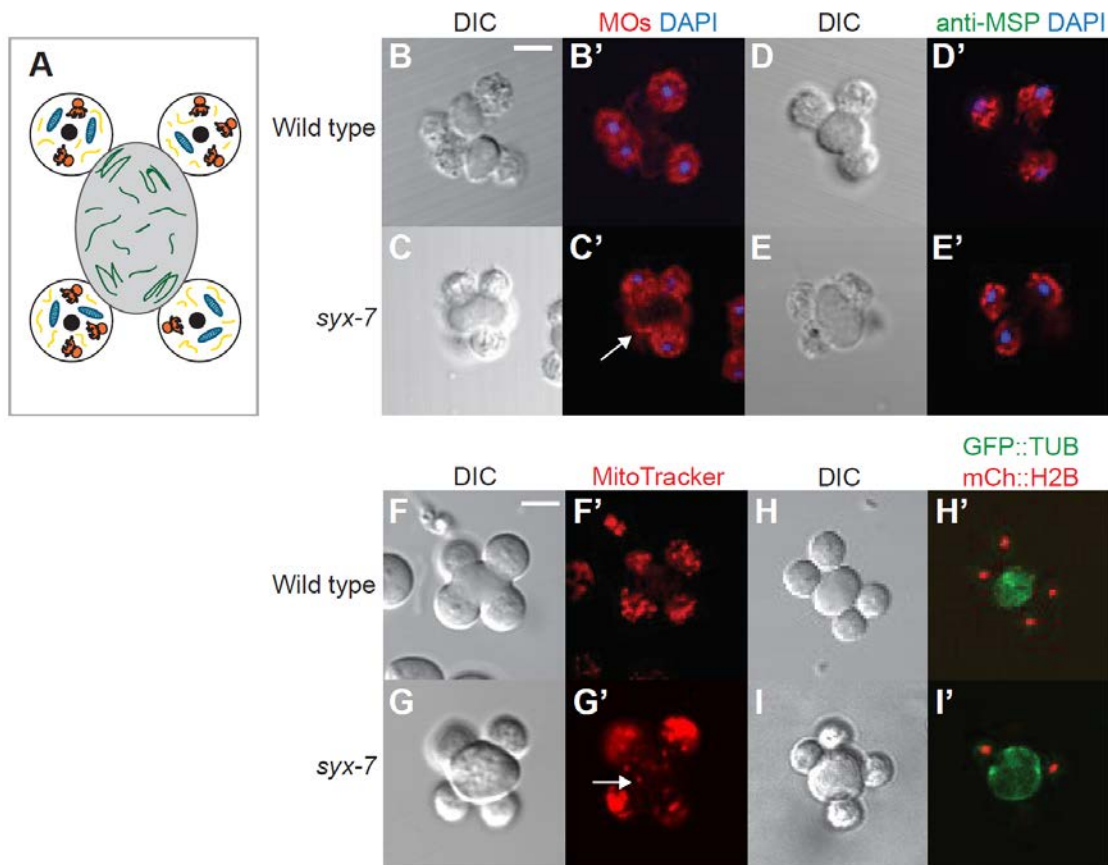 DIC MOs DAPI DIC anti-MSP DAPI
A
B B’ D D’
Wild type
C C’ E E’
syx-7
GFP::TUB
DIC MitoTracker DIC mCh::H2B
F F’ H H’
Wild type
G G’ I I’
syx-7